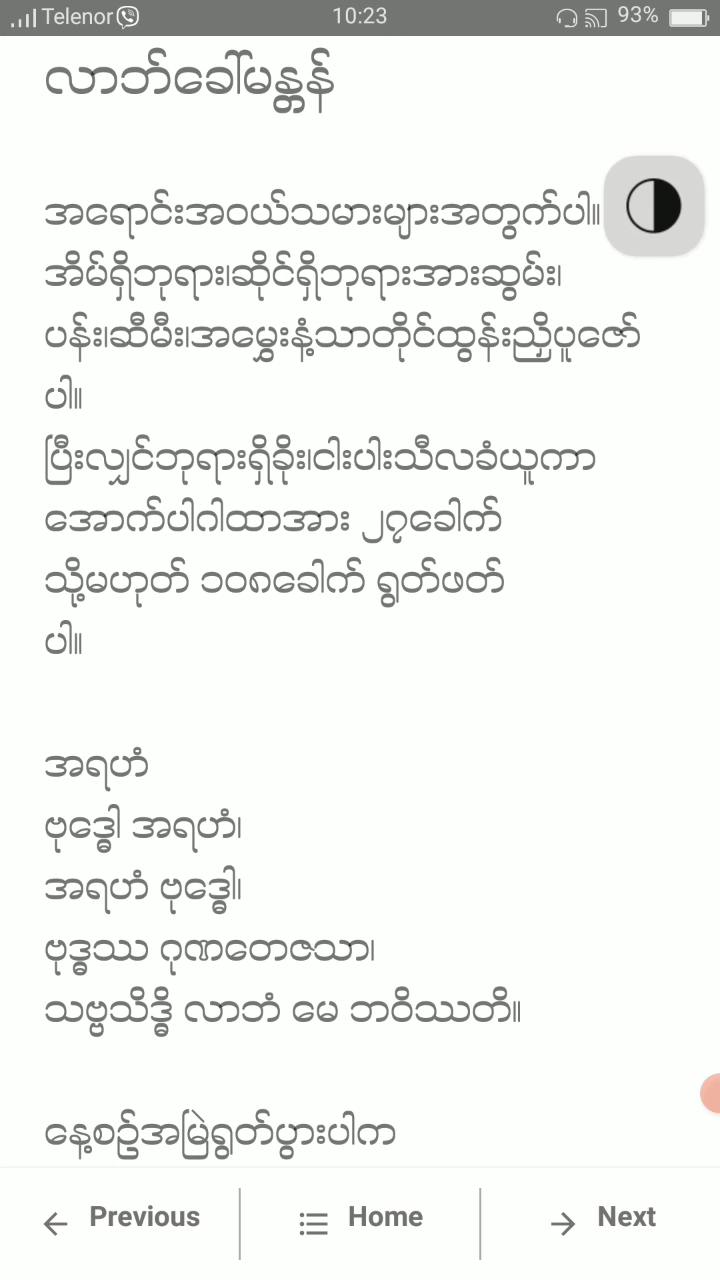 Telenor 10:23 93%
လာဘ်ခေါ်မန္တန်
အရောင်းအဝယ်သမားများအတွက်ပါ။
အိမ်ရှိဘုရား၊ဆိုင်ရှိဘုရားအားဆွမ်း၊
ပန်း၊ဆီမီး၊အမွှေးနံ့သာတိုင်ထွန်းညှိပူဇော်
ပါ။
ပြီးလျှင်ဘုရားရှိခိုး၊ငါးပါးသီလခံယူကာ
အောက်ပါဂါထာအား ၂၇ခေါက်
သို့မဟုတ် ၁၀၈ခေါက် ရွတ်ဖတ်
ပါ။
အရဟံ
ဗုဒ္ဓေါ အရဟံ၊
အရဟံ ဗုဒ္ဓေါ၊
ဗုဒ္ဓဿ ဂုဏတေဇသာ၊
သဗ္ဗသိဒ္ဓိ လာဘံ မေ ဘဝိဿတိ။
နေ့စဉ်အမြဲရွတ်ပွားပါက
Previous Home Next